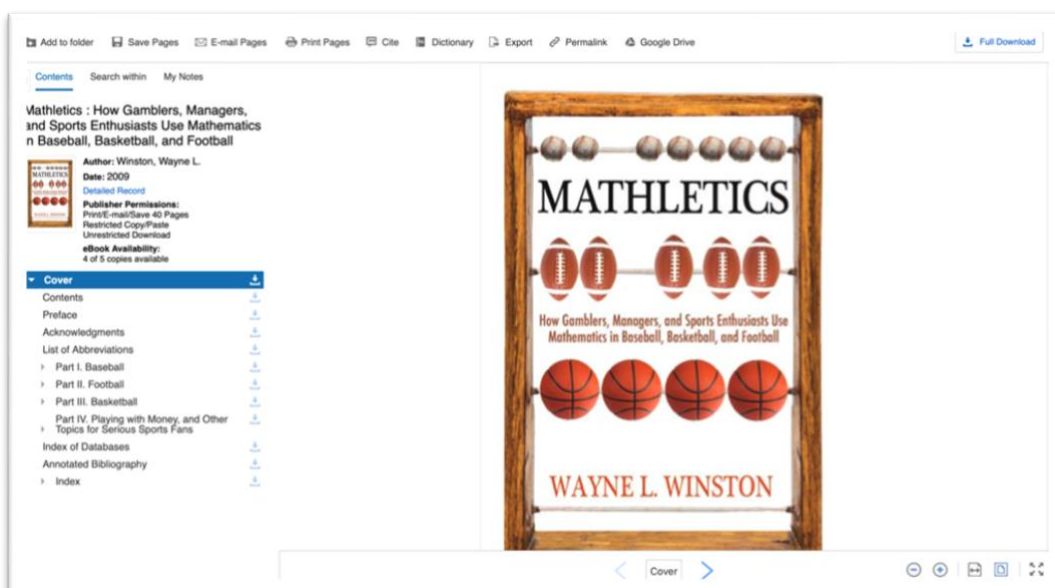 Add to folder Save Pages E-mail Pages Print Pages Cite Dictionary Export Permalink Google Drive Full Download
Contents Search within My Notes
Mathletics : How Gamblers, Managers,
and Sports Enthusiasts Use Mathematics
in Baseball, Basketball, and Football
Author: Winston, Wayne L.
Date: 2009
Detailed Record
Publisher Permissions:
Print/E-mail/Save 40 Pages
Restricted Copy/Paste
Unrestricted Download
eBook Availability:
4 of 5 copies available
Cover
Contents
Preface
Acknowledgments
List of Abbreviations
Part I. Baseball
Part II. Football
Part III. Basketball
Part IV. Playing with Money, and Other
Topics for Serious Sports Fans
Index of Databases
Annotated Bibliography
Index
MATHLETICS
How Gamblers, Managers, and Sports Enthusiasts Use
Mathematics in Baseball, Basketball, and Football
WAYNE L. WINSTON
Cover